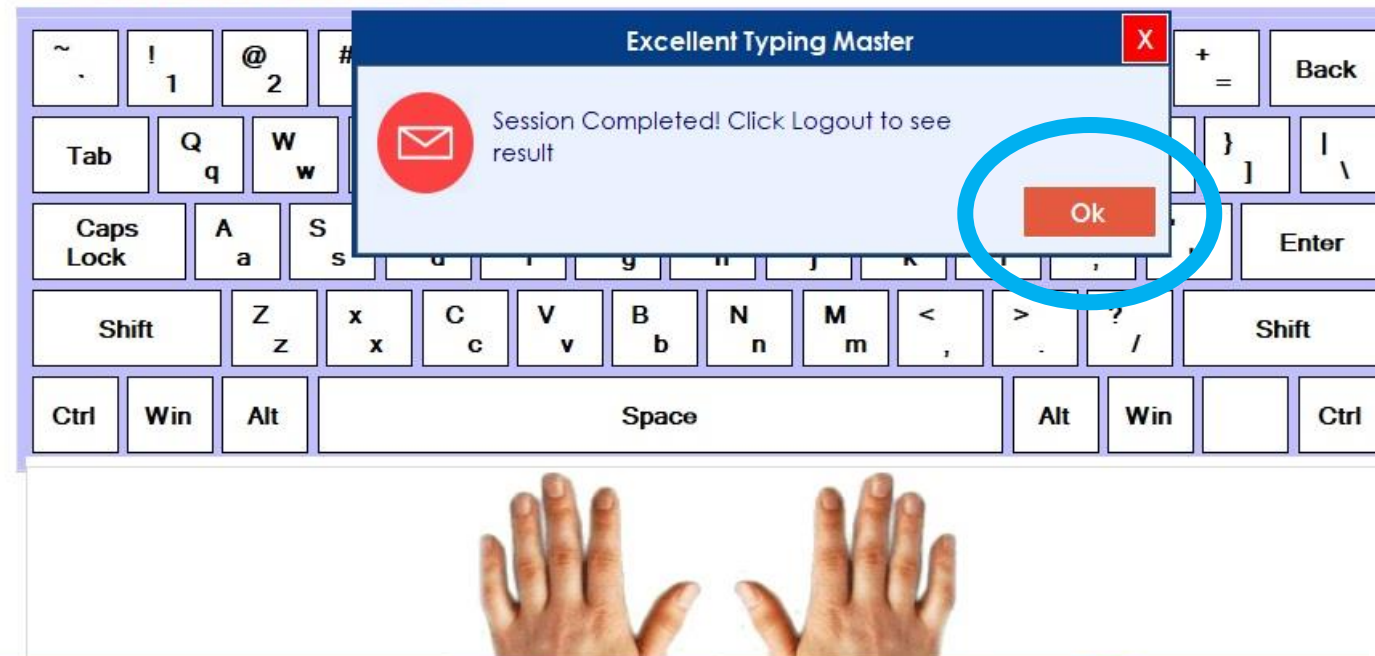 Excellent Typing Master X
Session Completed! Click Logout to see
result
Ok
~ ` ! 1 @ 2 # + = Back
Tab Q q W w } ] | \
Caps Lock A a S s Enter
Shift Z z x x C c V v B b N n M m < , > . ? / Shift
Ctrl Win Alt Space Alt Win Ctrl